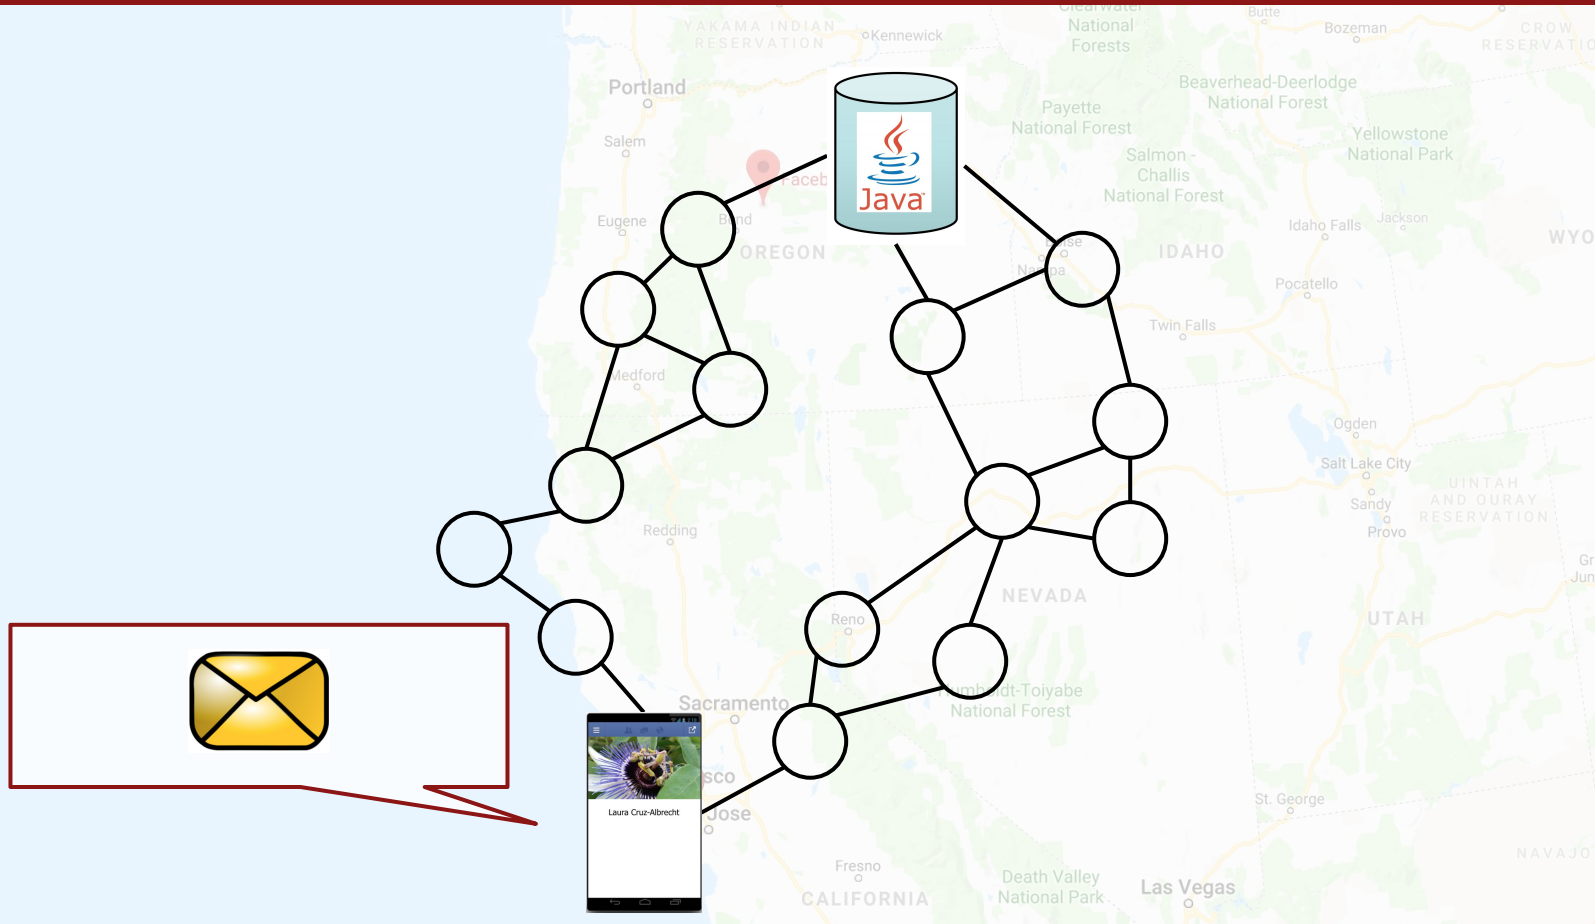 Clearwater
National
Forests
Butte
Bozeman
CROW
YAKAMA INDIAN
RESERVATION
Kennewick
Portland
Beaverhead-Deerlodge
National Forest
Payette
National Forest
Salem
Yellowstone
National Park
Salmon -
Challis
National Forest
Java
Eugene
OREGON
IDAHO
Idaho Falls
Jackson
Pocatello
Twin Falls
Medford
Ogden
Salt Lake City
UINTAH
AND OURAY
RESERVATION
Sandy
Provo
Redding
NEVADA
Reno
UTAH
Sacramento
National Forest
sco
Laura Cruz-Albrecht
Jose
St. George
Fresno
CALIFORNIA
Death Valley
National Park
Las Vegas
NAVAJO